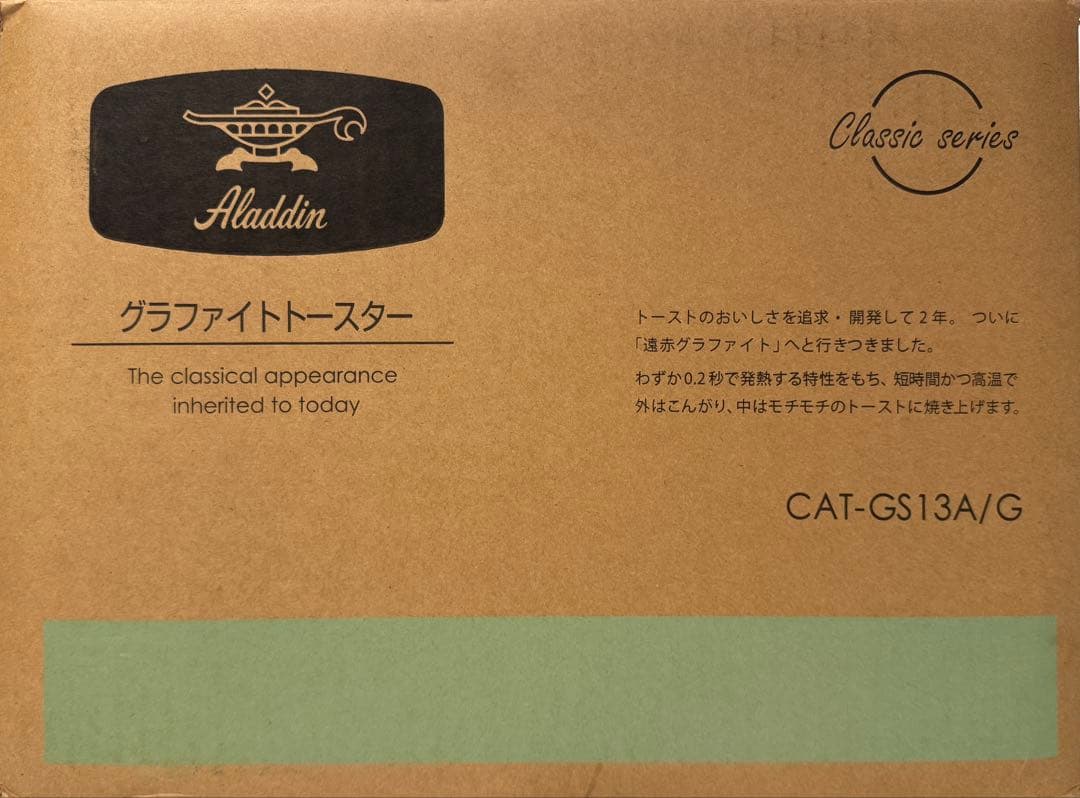 Aladdin
Classic series
グラファイトトースター
The classical appearance
inherited to today
トーストのおいしさを追求・開発して2年。ついに
「遠赤グラファイト」へと行きつきました。
わずか0.2秒で発熱する特性をもち、短時間かつ高温で
外はこんがり、中はモチモチのトーストに焼き上げます。
CAT-GS13A/G